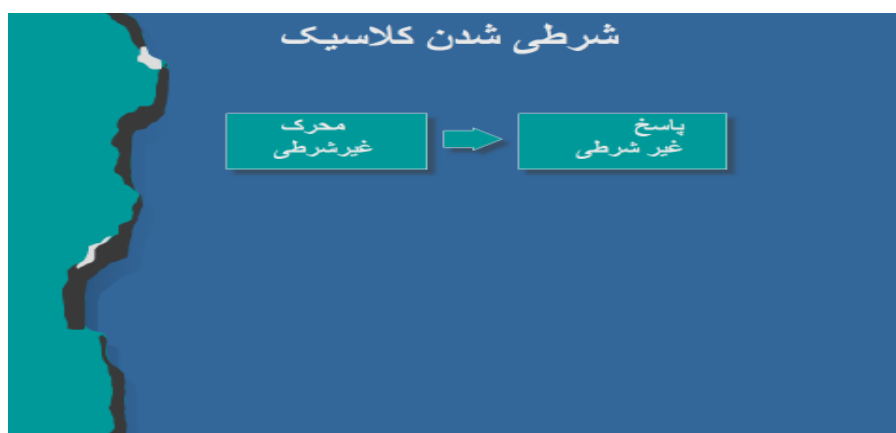 شرطی شدن کلاسیک
محرک
غیرشرطی
پاسخ
غیر شرطی